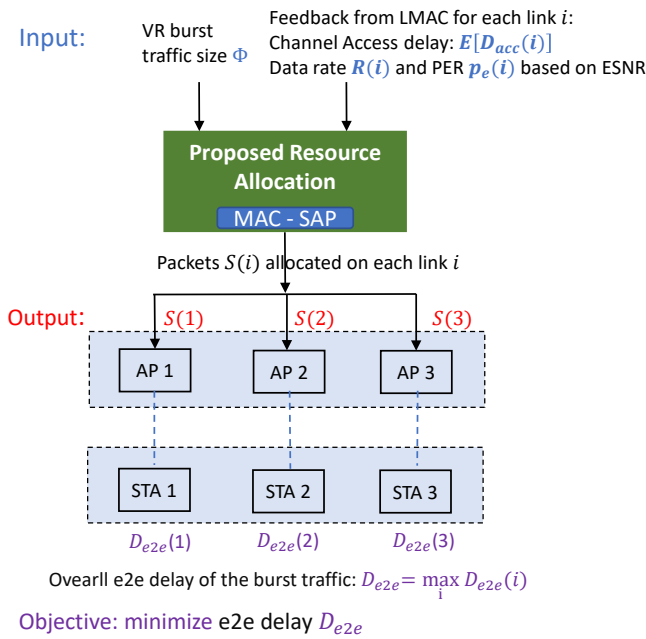 Input:
VR burst
traffic size Φ
Feedback from LMAC for each link i:
Channel Access delay: E[D_acc(i)]
Data rate R(i) and PER p_e(i) based on ESNR
Proposed Resource
Allocation
MAC - SAP
Packets S(i) allocated on each link i
Output:
S(1) S(2) S(3)
AP 1 AP 2 AP 3
STA 1 STA 2 STA 3
D_e2e(1) D_e2e(2) D_e2e(3)
Ovearll e2e delay of the burst traffic: D_e2e = max_i D_e2e(i)
Objective: minimize e2e delay D_e2e